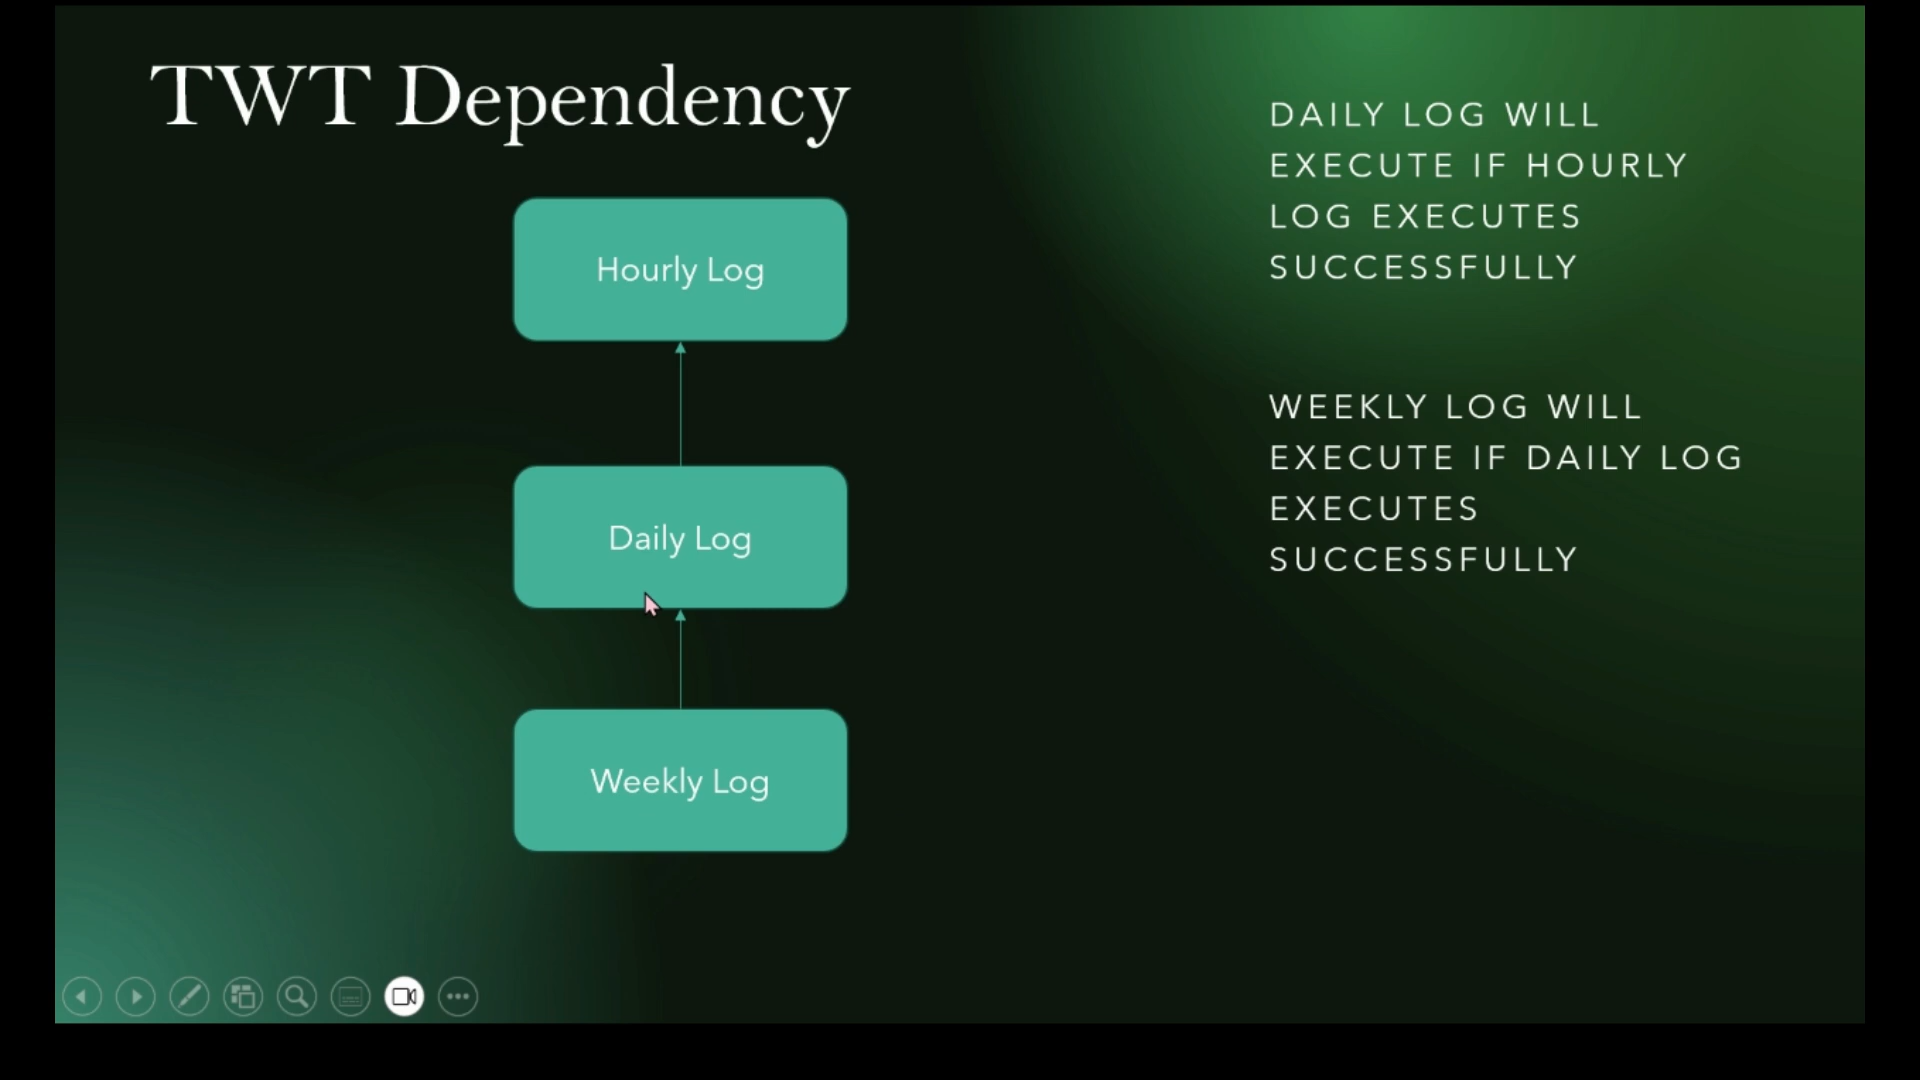 TWT Dependency
Hourly Log
Daily Log
Weekly Log
DAILY LOG WILL
EXECUTE IF HOURLY
LOG EXECUTES
SUCCESSFULLY
WEEKLY LOG WILL
EXECUTE IF DAILY LOG
EXECUTES
SUCCESSFULLY